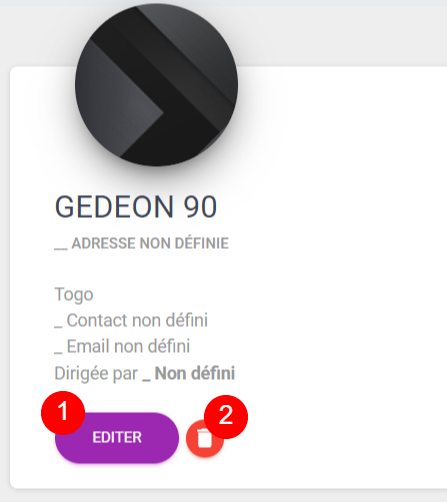 GEDEON 90
__ ADRESSE NON DÉFINIE
Togo
_ Contact non défini
_ Email non défini
Dirigée par _ Non défini
1
2
EDITER